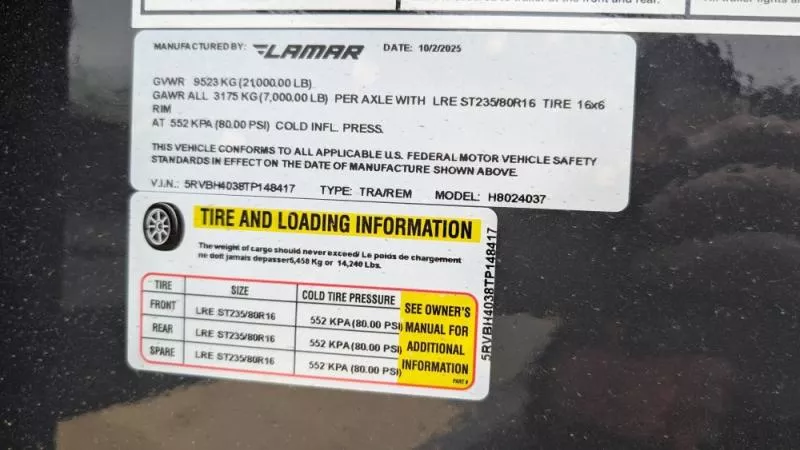 MANUFACTURED BY: LAMAR DATE: 10/2/2025
GVWR 9523 KG (21,000.00 LB)
GAWR ALL 3175 KG (7,000.00 LB) PER AXLE WITH LRE ST235/80R16 TIRE 16x6
RIM
AT 552 KPA (80.00 PSI) COLD INFL. PRESS.
THIS VEHICLE CONFORMS TO ALL APPLICABLE U.S. FEDERAL MOTOR VEHICLE SAFETY
STANDARDS IN EFFECT ON THE DATE OF MANUFACTURE SHOWN ABOVE.
V.I.N.: 5RVBH4038TP148417 TYPE: TRA/REM MODEL: H8024037
TIRE AND LOADING INFORMATION
The weight of cargo should never exceed/ Le poids de chargement
ne doit jamais depasser6,458 Kg or 14,240 Lbs.
TIRE SIZE COLD TIRE PRESSURE
FRONT LRE ST235/80R16 552 KPA (80.00 PSI)
REAR LRE ST235/80R16 552 KPA (80.00 PSI)
SPARE LRE ST235/80R16 552 KPA (80.00 PSI)
SEE OWNER'S
MANUAL FOR
ADDITIONAL
INFORMATION
PART #
5RVBH4038TP148417